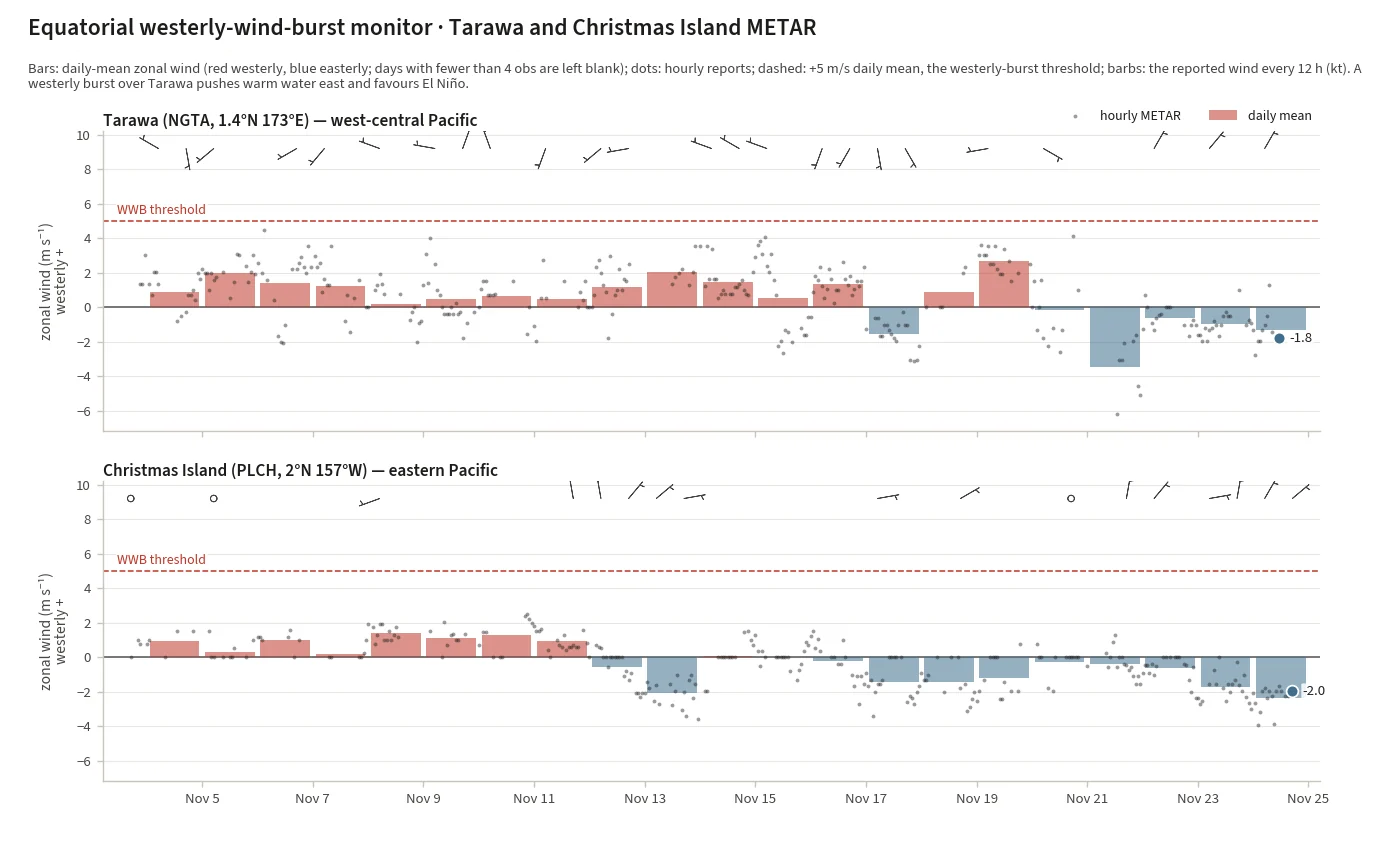 Equatorial westerly-wind-burst monitor · Tarawa and Christmas Island METAR
Bars: daily-mean zonal wind (red westerly, blue easterly; days with fewer than 4 obs are left blank); dots: hourly reports; dashed: +5 m/s daily mean, the westerly-burst threshold; barbs: the reported wind every 12 h (kt). A
westerly burst over Tarawa pushes warm water east and favours El Niño.
Tarawa (NGTA, 1.4°N 173°E) — west-central Pacific
hourly METAR
daily mean
10
8
6
4
2
0
−2
−4
−6
zonal wind (m s⁻¹)
westerly +
WWB threshold
-1.8
Christmas Island (PLCH, 2°N 157°W) — eastern Pacific
10
8
6
4
2
0
−2
−4
−6
zonal wind (m s⁻¹)
westerly +
WWB threshold
-2.0
Nov 5
Nov 7
Nov 9
Nov 11
Nov 13
Nov 15
Nov 17
Nov 19
Nov 21
Nov 23
Nov 25